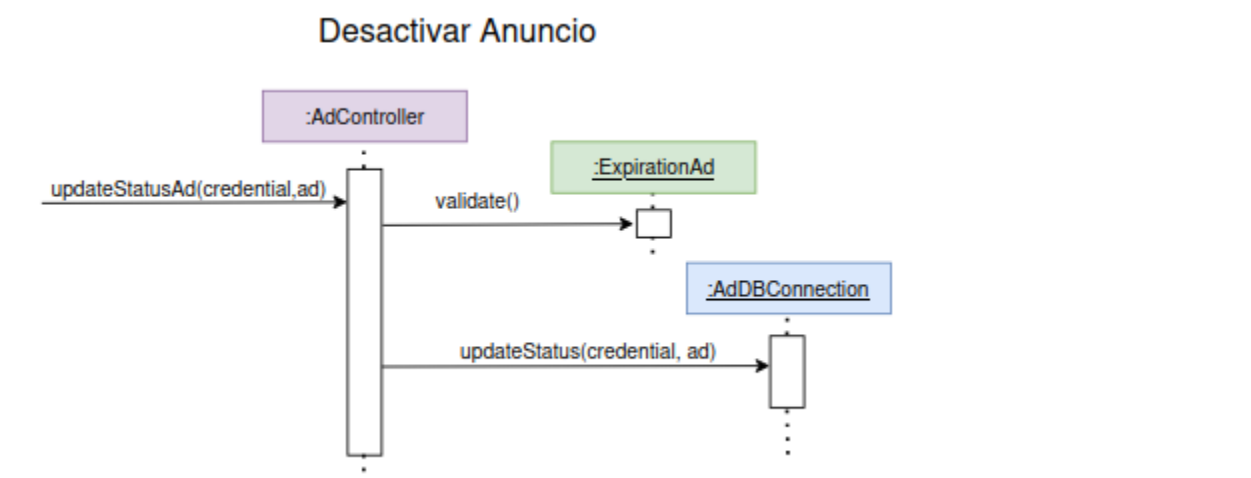 Desactivar Anuncio
:AdController
:ExpirationAd
updateStatusAd(credential,ad)
validate()
:AdDBConnection
updateStatus(credential, ad)